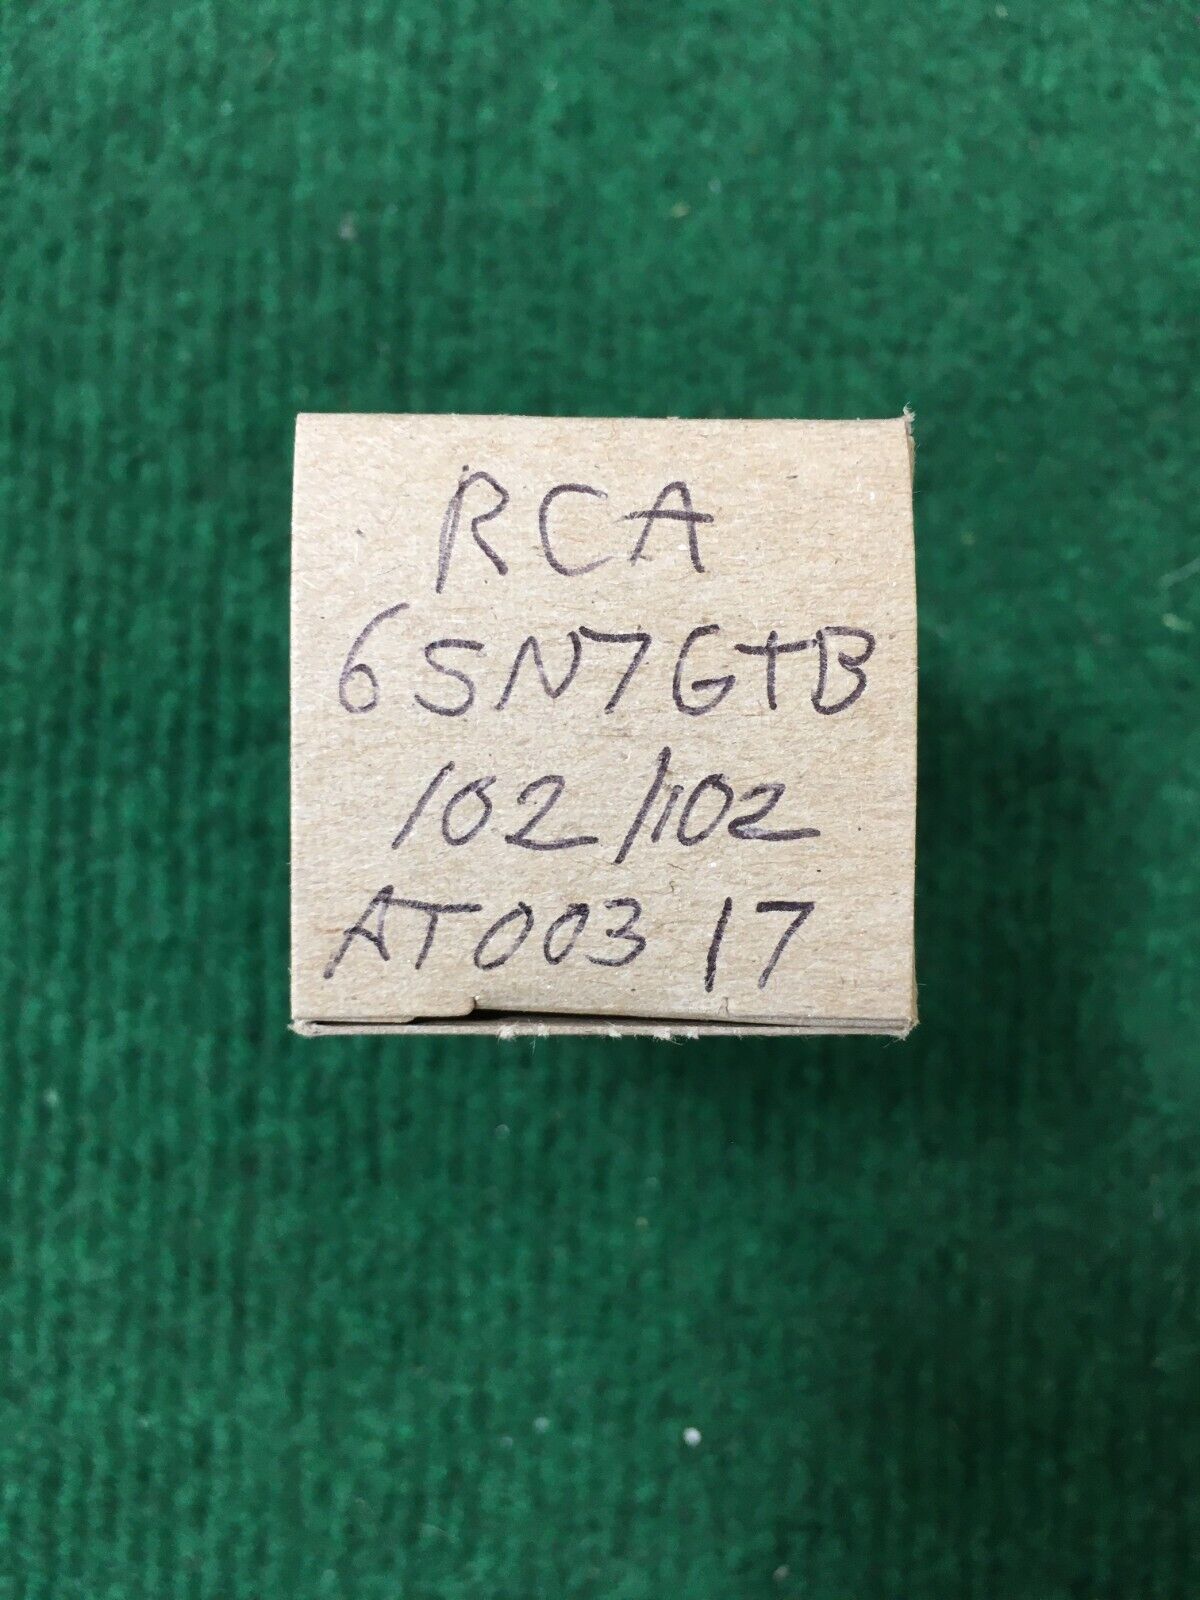 RCA
6SN7GTB
102/102
AT003 17